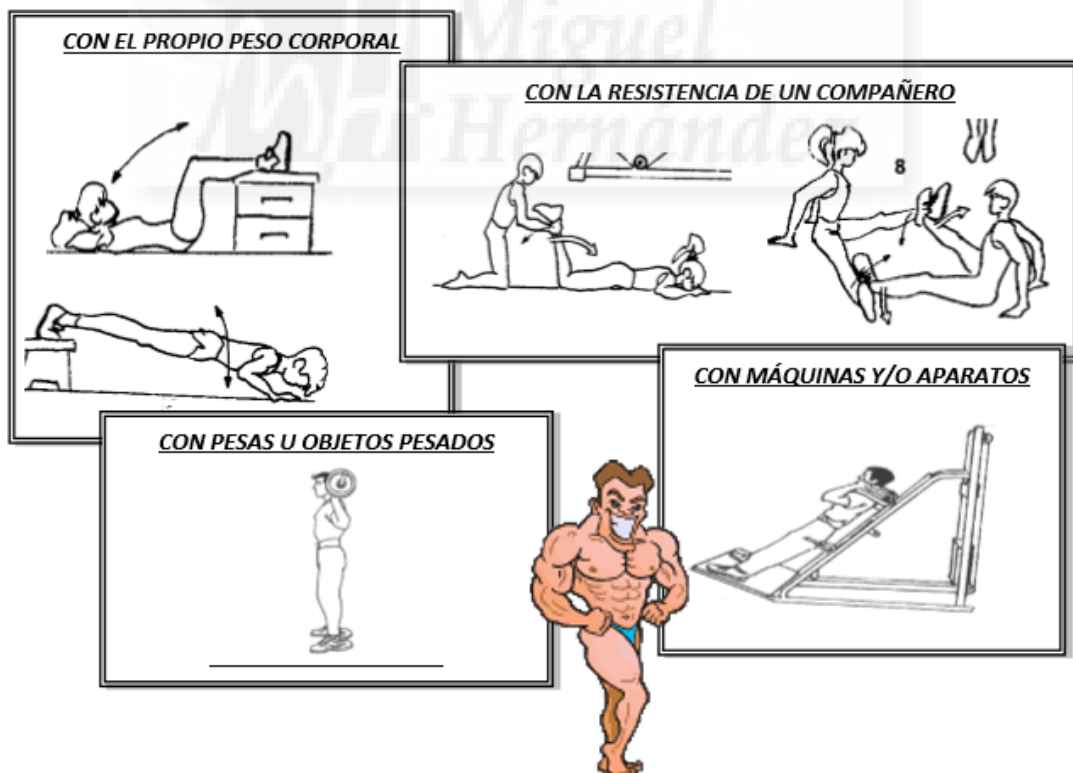 Miguel
Hernández
CON EL PROPIO PESO CORPORAL
CON LA RESISTENCIA DE UN COMPAÑERO
8
CON MÁQUINAS Y/O APARATOS
CON PESAS U OBJETOS PESADOS